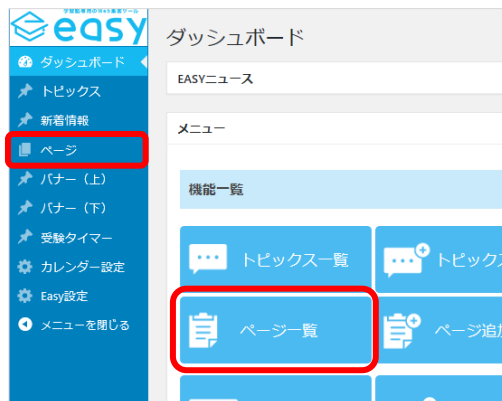 学習塾専用のWeb集客ツール
easy
ダッシュボード
トピックス
新着情報
ページ
バナー（上）
バナー（下）
受験タイマー
カレンダー設定
Easy設定
メニューを閉じる
ダッシュボード
EASYニュース
メニュー
機能一覧
トピックス一覧
トピックス
ページ一覧
ページ追加